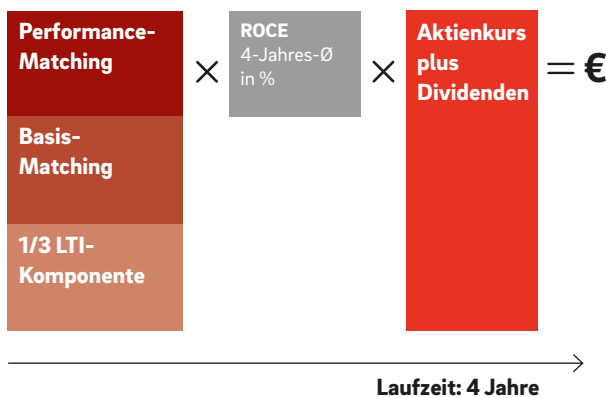 Performance-
Matching
×
ROCE
4-Jahres-Ø
in %
×
Aktienkurs
plus
Dividenden
= €
Basis-
Matching
1/3 LTI-
Komponente
Laufzeit: 4 Jahre